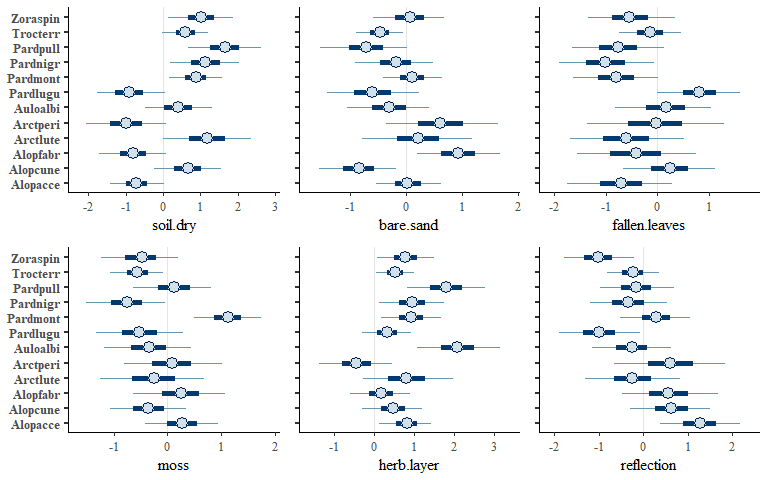 Zoraspin
Trocterr
Pardpull
Pardnigr
Pardmont
Pardlugu
Auloalbi
Arctperi
Arctlute
Alopfabr
Alopcune
Alopacce
-2 -1 0 1 2 3
soil.dry
-1 0 1 2
bare.sand
-2 -1 0 1
fallen.leaves
Zoraspin
Trocterr
Pardpull
Pardnigr
Pardmont
Pardlugu
Auloalbi
Arctperi
Arctlute
Alopfabr
Alopcune
Alopacce
-1 0 1 2
moss
-1 0 1 2 3
herb.layer
-2 -1 0 1 2
reflection